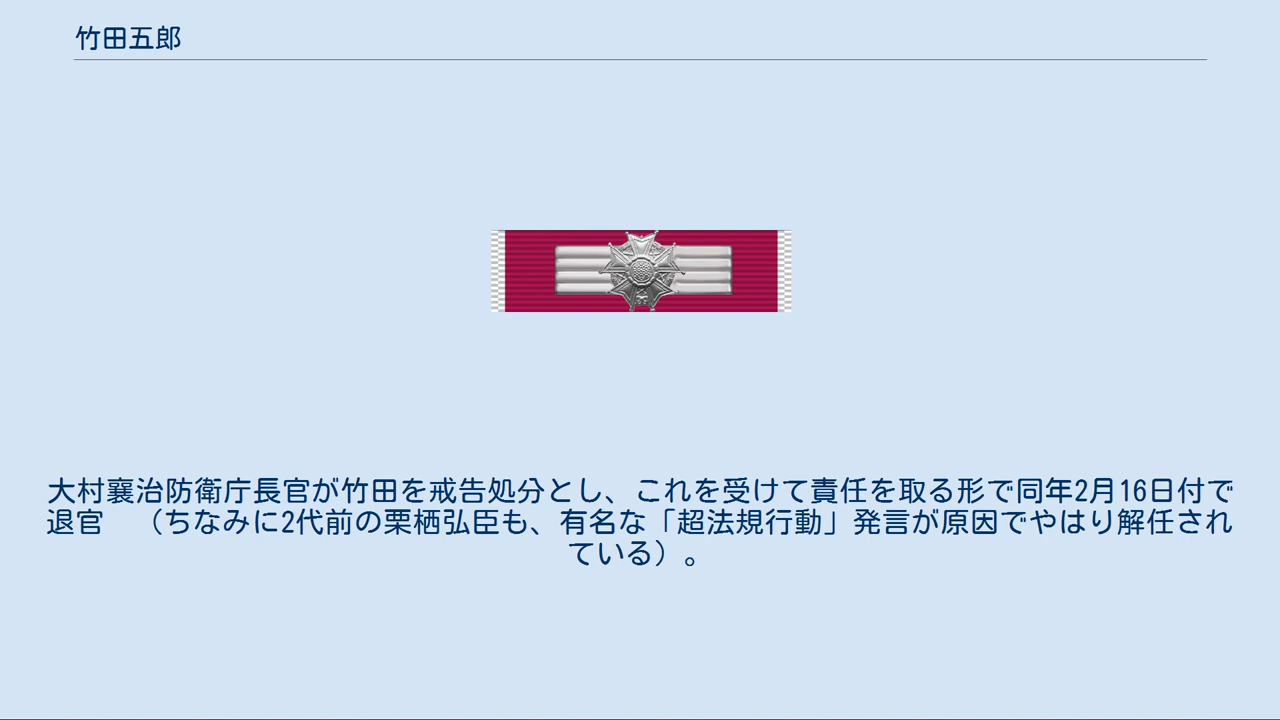 竹田五郎
大村襄治防衛庁長官が竹田を戒告処分とし、これを受けて責任を取る形で同年2月16日付で
退官　（ちなみに2代前の栗栖弘臣も、有名な「超法規行動」発言が原因でやはり解任され
ている）。